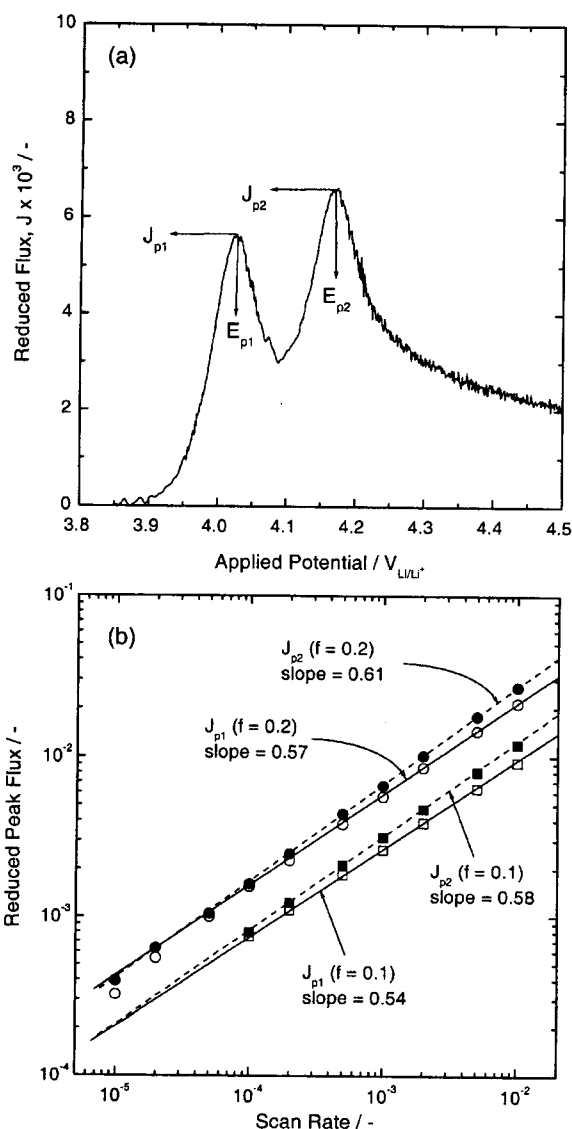 (a)
10
8
6
4
2
0
Reduced Flux, J x 10³ / -
J_p1
J_p2
E_p1
E_p2
3.8 3.9 4.0 4.1 4.2 4.3 4.4 4.5
Applied Potential / V_Li/Li⁺
(b)
10⁻¹
10⁻²
10⁻³
10⁻⁴
Reduced Peak Flux / -
J_p2 (f = 0.2)
slope = 0.61
J_p1 (f = 0.2)
slope = 0.57
J_p2 (f = 0.1)
slope = 0.58
J_p1 (f = 0.1)
slope = 0.54
10⁻⁵ 10⁻⁴ 10⁻³ 10⁻²
Scan Rate / -